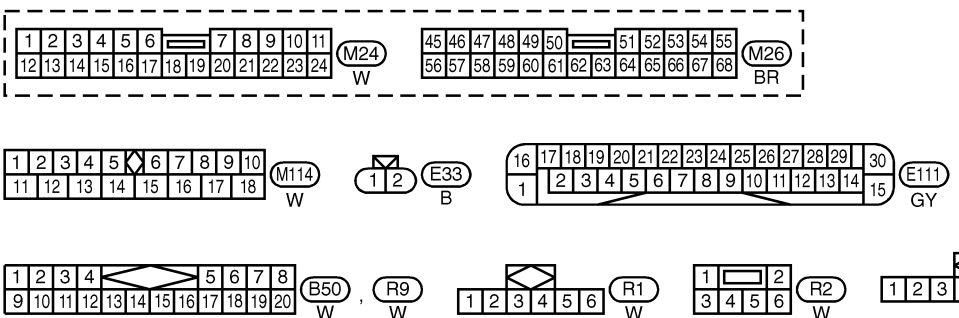 1 2 3 4 5 6 7 8 9 10 11
12 13 14 15 16 17 18 19 20 21 22 23 24
M24
W
45 46 47 48 49 50 51 52 53 54 55
56 57 58 59 60 61 62 63 64 65 66 67 68
M26
BR
1 2 3 4 5 6 7 8 9 10
11 12 13 14 15 16 17 18
M114
W
1 2
E33
B
16 17 18 19 20 21 22 23 24 25 26 27 28 29 30
1 2 3 4 5 6 7 8 9 10 11 12 13 14 15
E111
GY
1 2 3 4 5 6 7 8
9 10 11 12 13 14 15 16 17 18 19 20
B50 , R9
W W
1 2 3 4 5 6
R1
W
1 2
3 4 5 6
R2
W
1 2 3